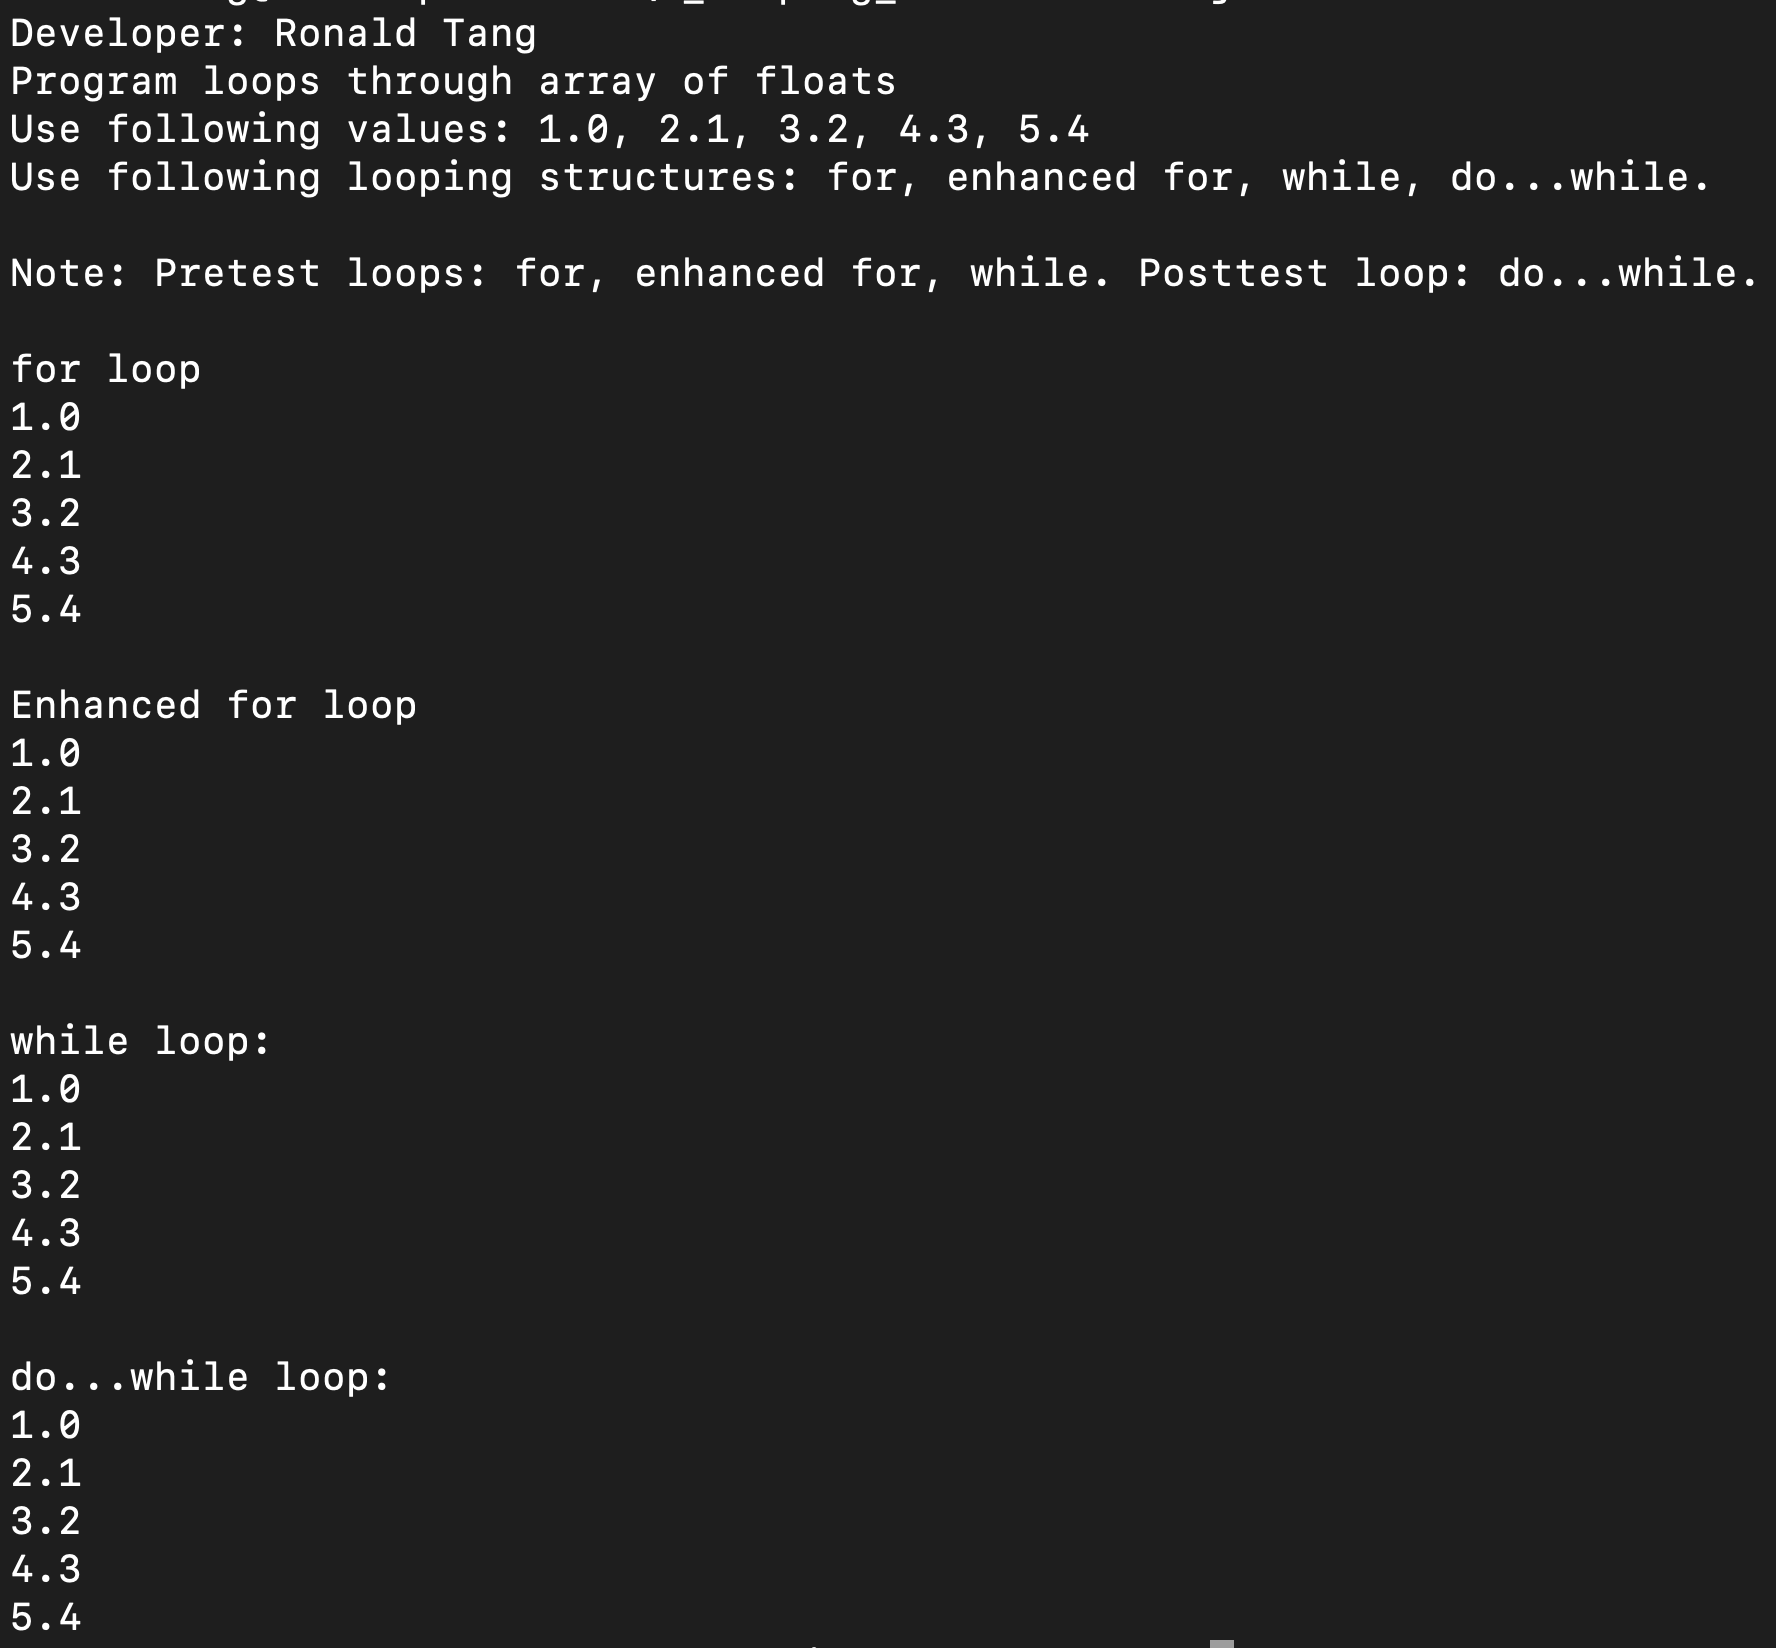 Developer: Ronald Tang
Program loops through array of floats
Use following values: 1.0, 2.1, 3.2, 4.3, 5.4
Use following looping structures: for, enhanced for, while, do...while.
Note: Pretest loops: for, enhanced for, while. Posttest loop: do...while.
for loop
1.0
2.1
3.2
4.3
5.4
Enhanced for loop
1.0
2.1
3.2
4.3
5.4
while loop:
1.0
2.1
3.2
4.3
5.4
do...while loop:
1.0
2.1
3.2
4.3
5.4